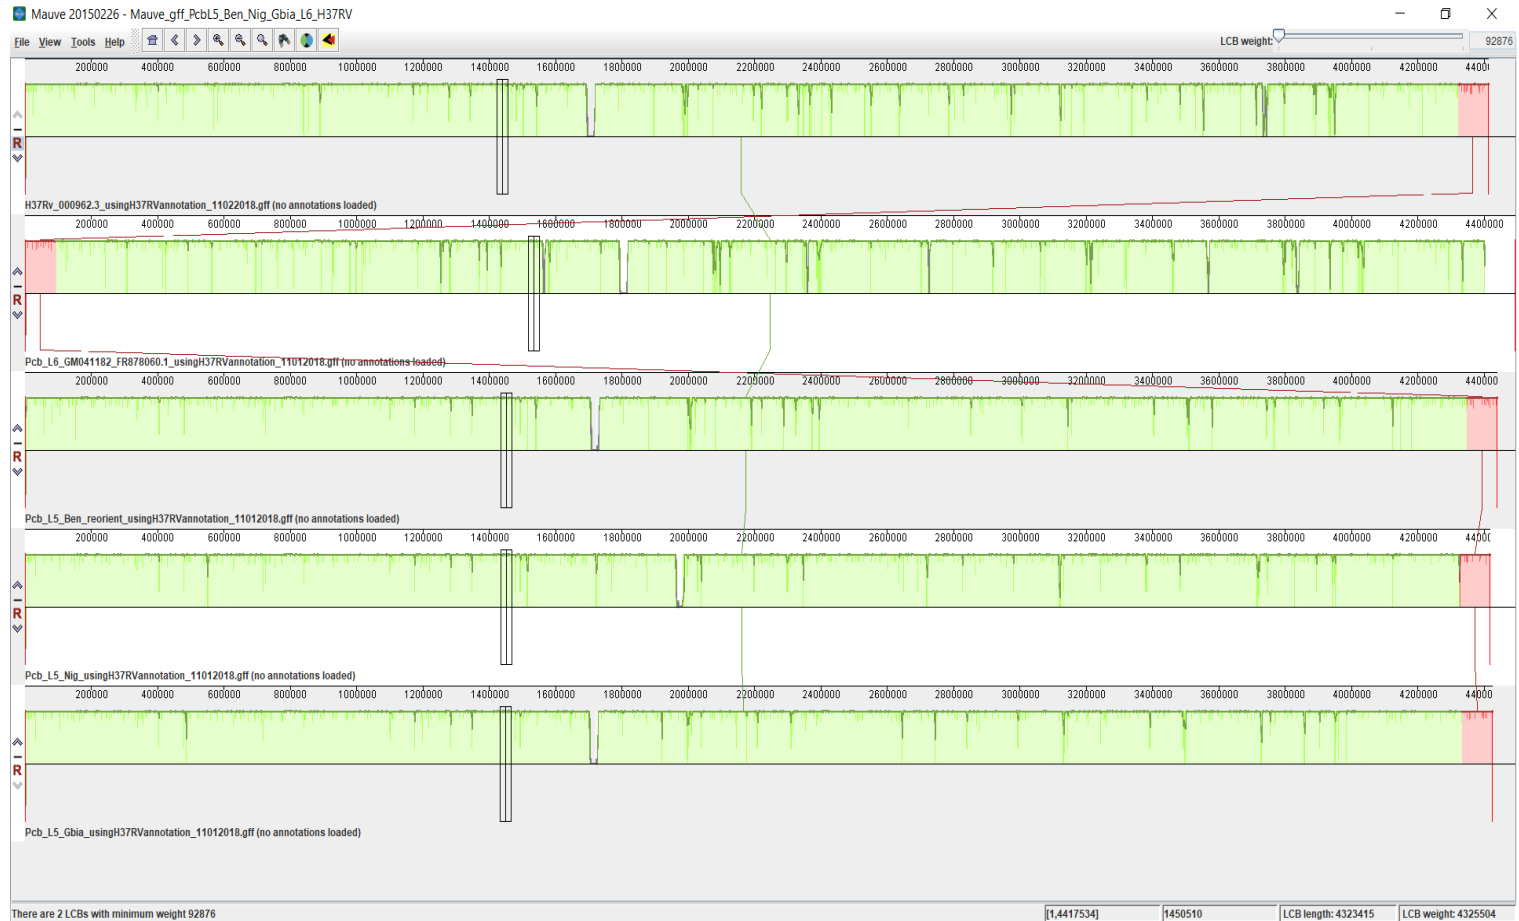 Mauve 20150226 - Mauve_gff_PcbL5_Ben_Nig_Gbia_L6_H37RV
File View Tools Help R LCB weight: 92876
200000 400000 600000 800000 1000000 1200000 1400000 1600000 1800000 2000000 2200000 2400000 2600000 2800000 3000000 3200000 3400000 3600000 3800000 4000000 4200000 4400
R
H37Rv_000962.3_usingH37RVannotation_11022018.gff (no annotations loaded)
200000 400000 600000 800000 1000000 1200000 1400000 1600000 1800000 2000000 2200000 2400000 2600000 2800000 3000000 3200000 3400000 3600000 3800000 4000000 4200000 4400000
R
Pcb_L6_GM041182_FR878060.1_usingH37RVannotation_11012018.gff (no annotations loaded)
200000 400000 600000 800000 1000000 1200000 1400000 1600000 1800000 2000000 2200000 2400000 2600000 2800000 3000000 3200000 3400000 3600000 3800000 4000000 4200000 440000
R
Pcb_L5_Ben_reorient_usingH37RVannotation_11012018.gff (no annotations loaded)
200000 400000 600000 800000 1000000 1200000 1400000 1600000 1800000 2000000 2200000 2400000 2600000 2800000 3000000 3200000 3400000 3600000 3800000 4000000 4200000 4400
R
Pcb_L5_Nig_usingH37RVannotation_11012018.gff (no annotations loaded)
200000 400000 600000 800000 1000000 1200000 1400000 1600000 1800000 2000000 2200000 2400000 2600000 2800000 3000000 3200000 3400000 3600000 3800000 4000000 4200000 44000
R
Pcb_L5_Gbia_usingH37RVannotation_11012018.gff (no annotations loaded)
There are 2 LCBs with minimum weight 92876 [1,4417534] 1450510 LCB length: 4323415 LCB weight: 4325504